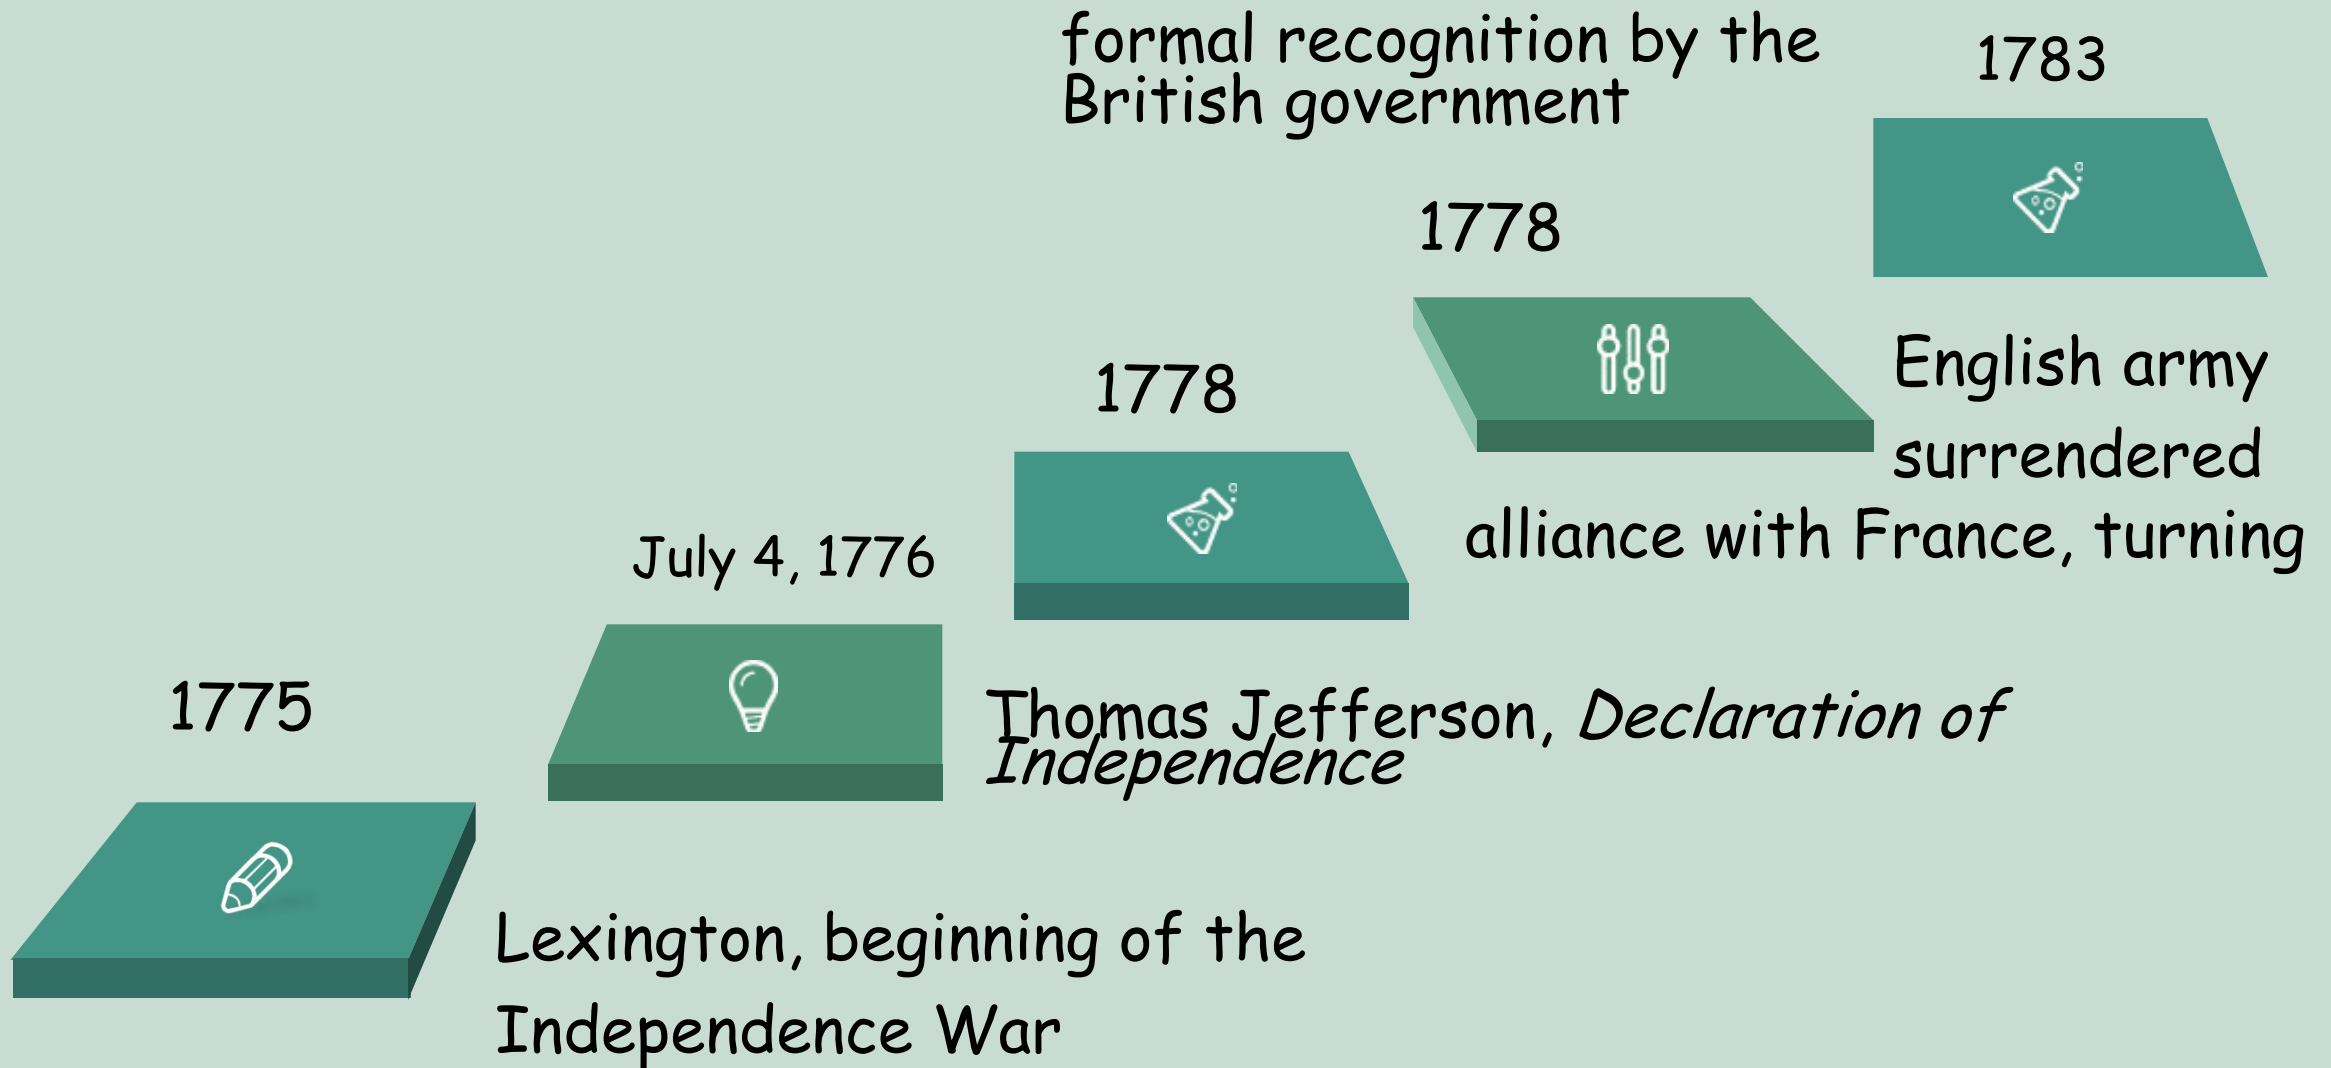 formal recognition by the
British government
1783
1778
English army
surrendered
1778
alliance with France, turning
July 4, 1776
Thomas Jefferson, Declaration of
Independence
1775
Lexington, beginning of the
Independence War